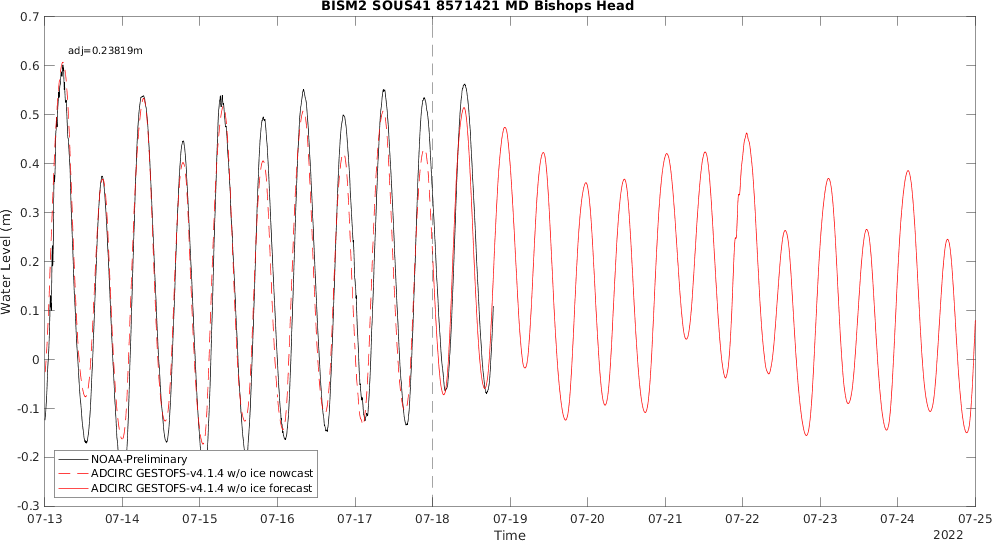 BISM2 SOUS41 8571421 MD Bishops Head
adj=0.23819m
Water Level (m)
0.7
0.6
0.5
0.4
0.3
0.2
0.1
0
-0.1
-0.2
-0.3
NOAA-Preliminary
ADCIRC GESTOFS-v4.1.4 w/o ice nowcast
ADCIRC GESTOFS-v4.1.4 w/o ice forecast
07-13 07-14 07-15 07-16 07-17 07-18 07-19 07-20 07-21 07-22 07-23 07-24 07-25
Time
2022